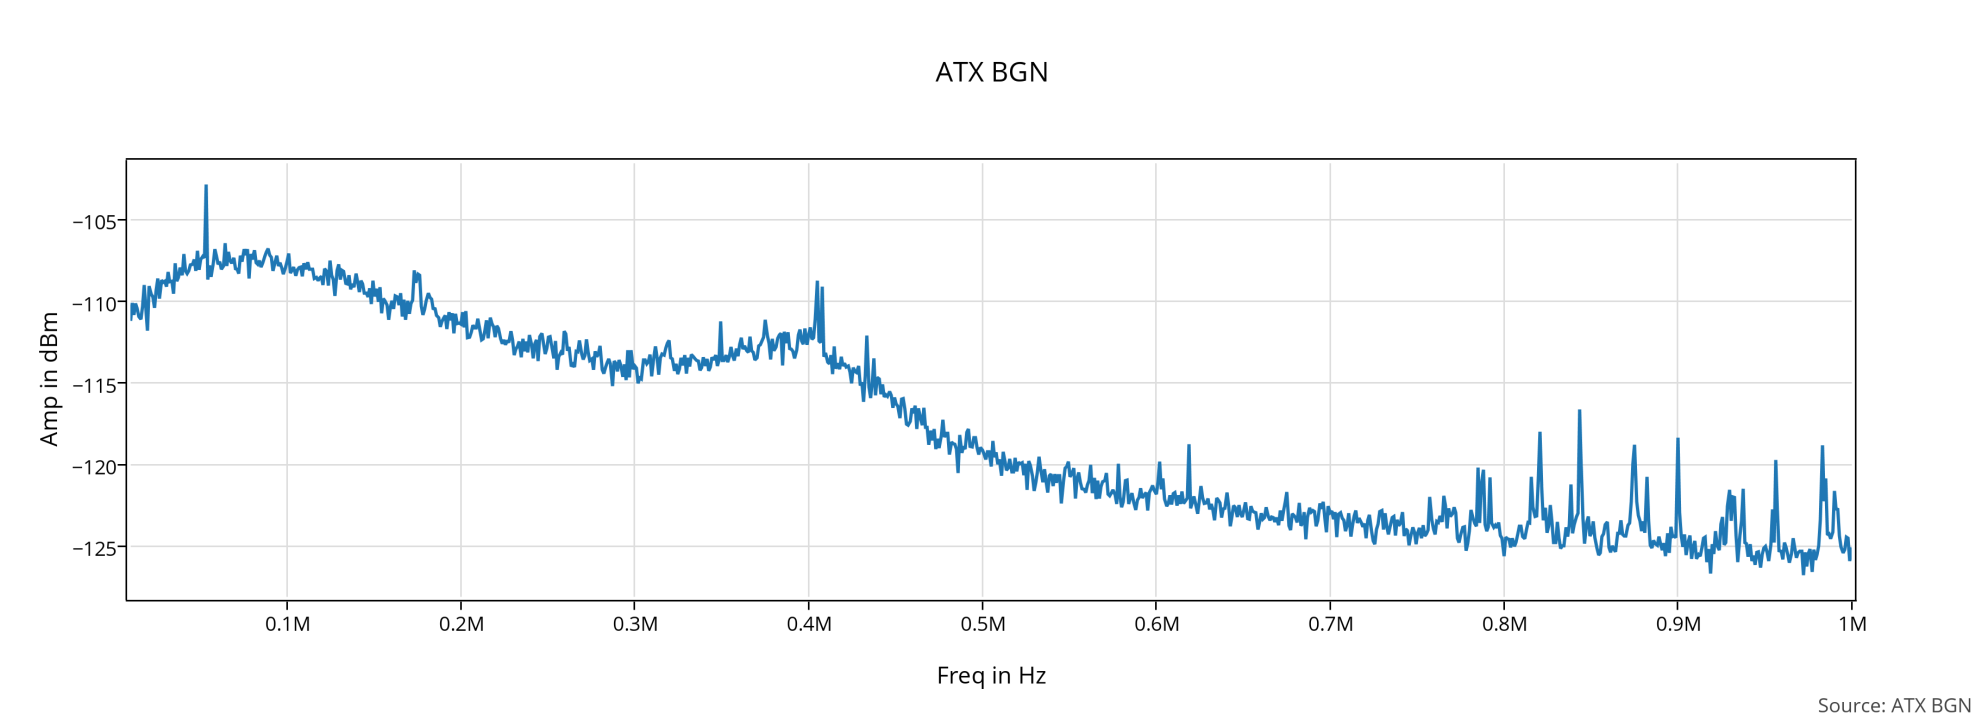 ATX BGN
Amp in dBm
−105
−110
−115
−120
−125
0.1M 0.2M 0.3M 0.4M 0.5M 0.6M 0.7M 0.8M 0.9M 1M
Freq in Hz
Source: ATX BGN